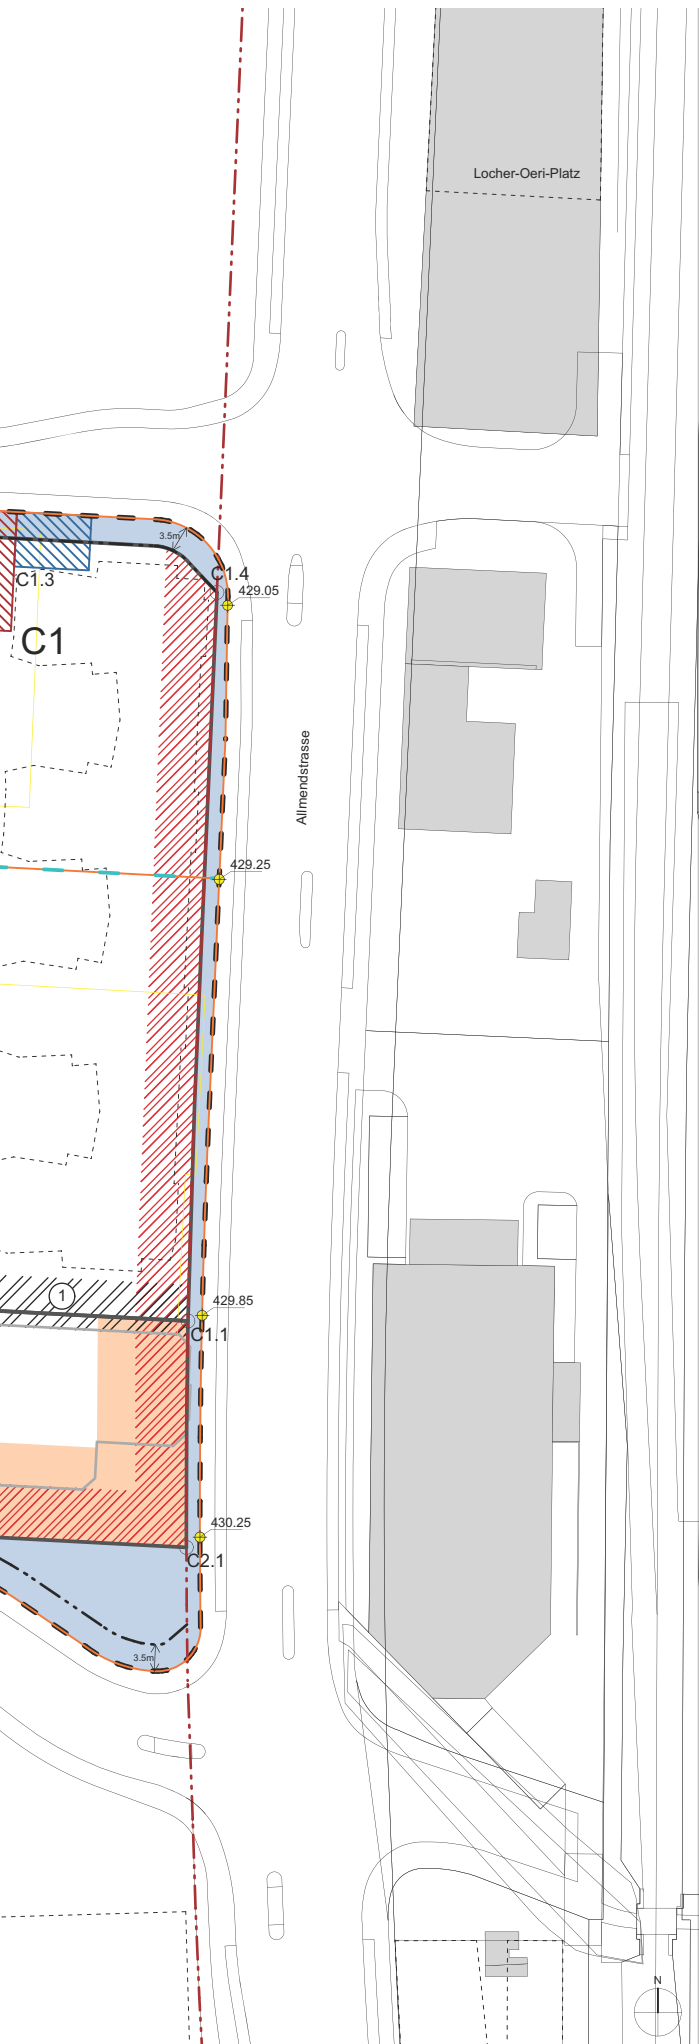 Locher-Oeri-Platz
3.5m
C1.4
C1.3
429.05
C1
Allmendstrasse
429.25
1
429.85
C1.1
430.25
C2.1
3.5m
N